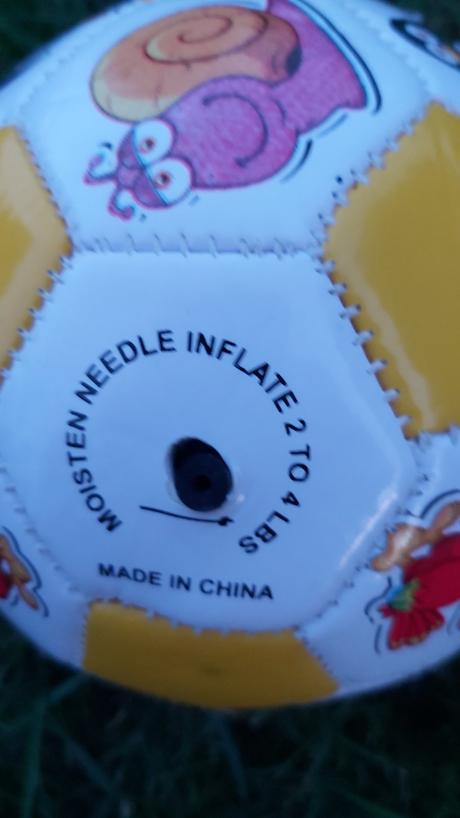 MOISTEN NEEDLE INFLATE 2 TO 4 LBS
MADE IN CHINA